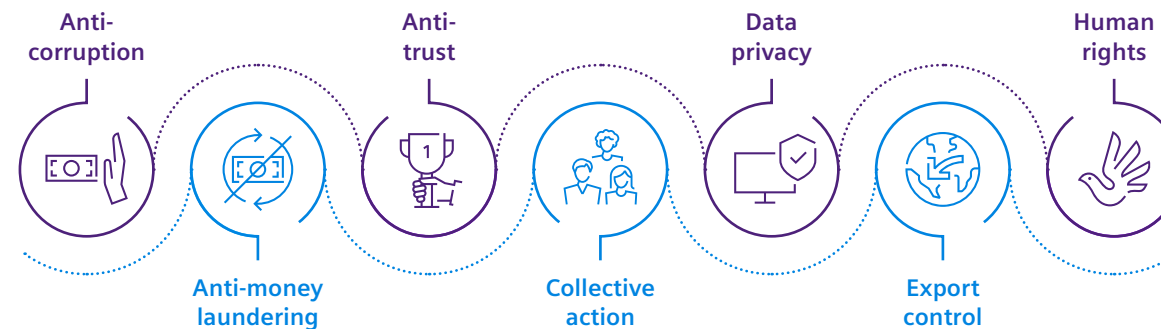 Anti-
corruption
Anti-money
laundering
Anti-
trust
1
Collective
action
Data
privacy
Export
control
Human
rights